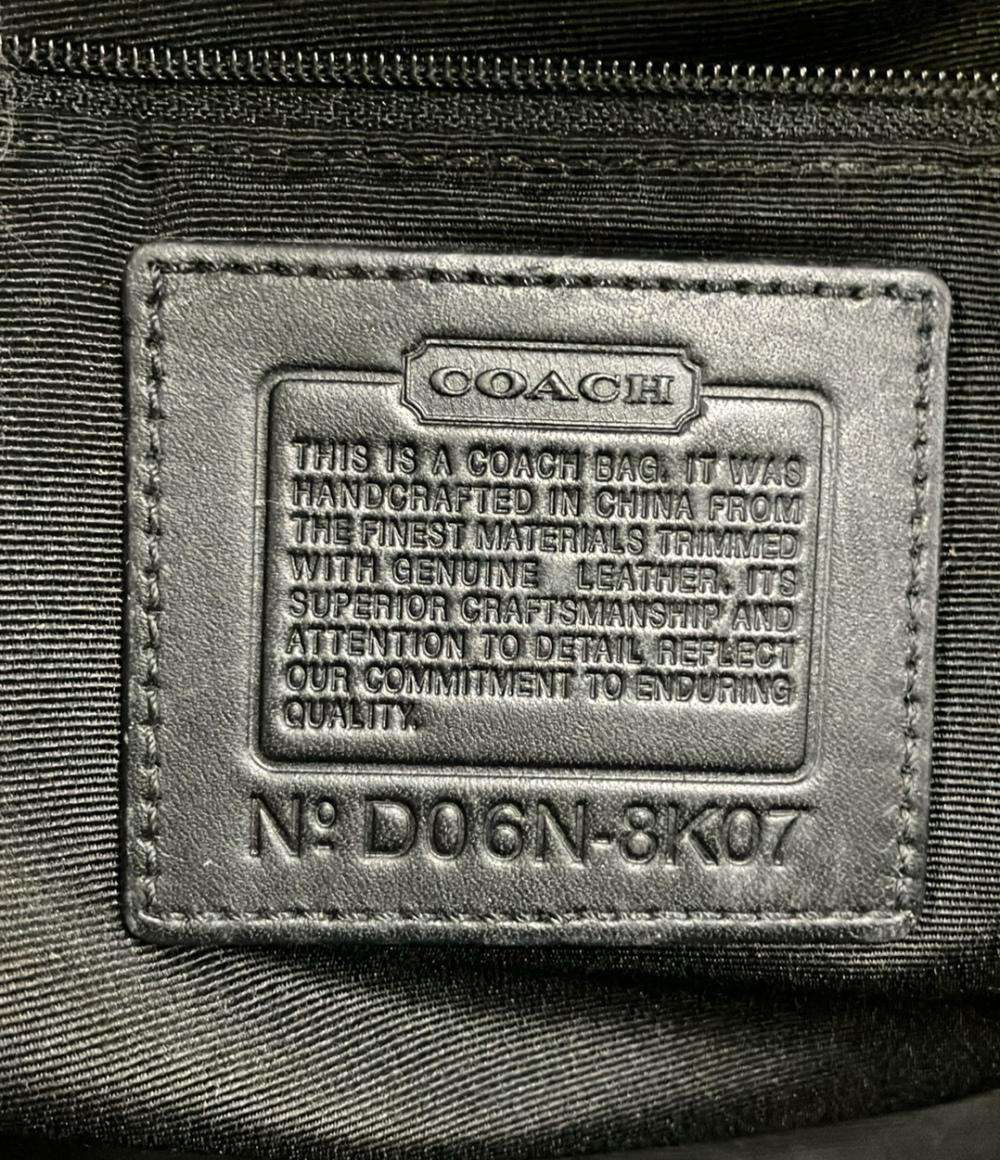 COACH
THIS IS A COACH BAG. IT WAS
HANDCRAFTED IN CHINA FROM
THE FINEST MATERIALS TRIMMED
WITH GENUINE LEATHER. ITS
SUPERIOR CRAFTSMANSHIP AND
ATTENTION TO DETAIL REFLECT
OUR COMMITMENT TO ENDURING
QUALITY.
Nº D06N-8K07